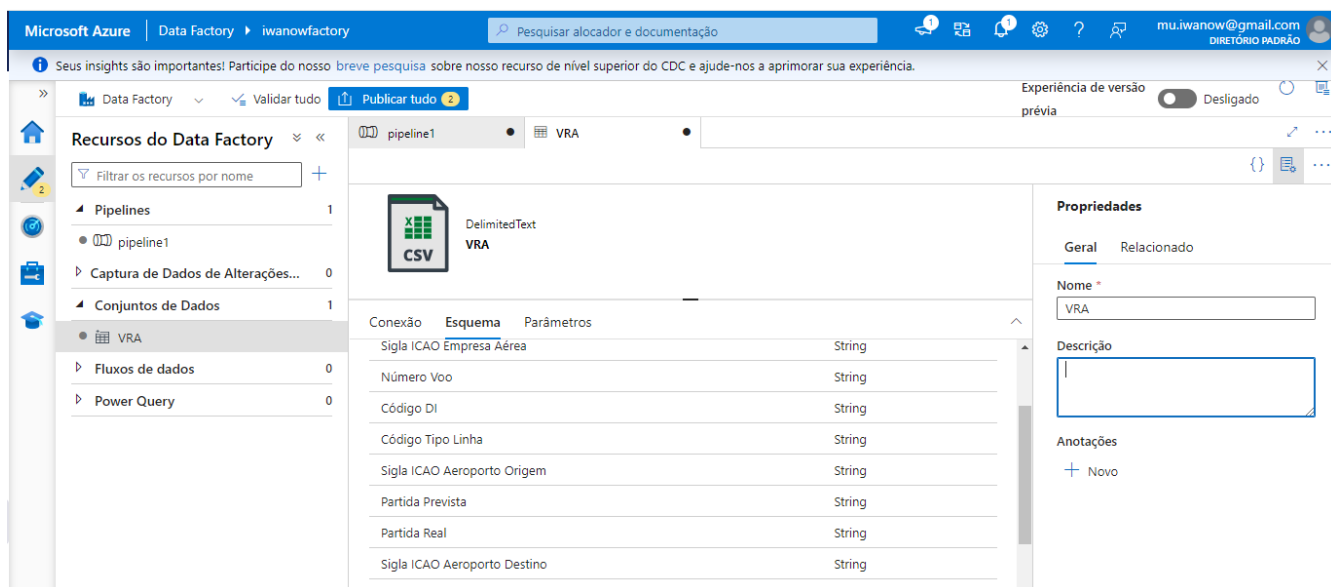 Microsoft Azure Data Factory iwanowfactory Pesquisar alocador e documentação 1 1 mu.iwanow@gmail.com
DIRETÓRIO PADRÃO
Seus insights são importantes! Participe do nosso breve pesquisa sobre nosso recurso de nível superior do CDC e ajude-nos a aprimorar sua experiência.
Data Factory Validar tudo Publicar tudo 2 Experiência de versão prévia Desligado
Recursos do Data Factory
pipeline1 VRA
Filtrar os recursos por nome
2
Pipelines 1
pipeline1
Captura de Dados de Alterações... 0
Conjuntos de Dados 1
VRA
Fluxos de dados 0
Power Query 0
CSV
DelimitedText
VRA
Conexão Esquema Parâmetros
Sigla ICAO Empresa Aérea String
Número Voo String
Código DI String
Código Tipo Linha String
Sigla ICAO Aeroporto Origem String
Partida Prevista String
Partida Real String
Sigla ICAO Aeroporto Destino String
{}
Propriedades
Geral Relacionado
Nome *
VRA
Descrição
Anotações
Novo